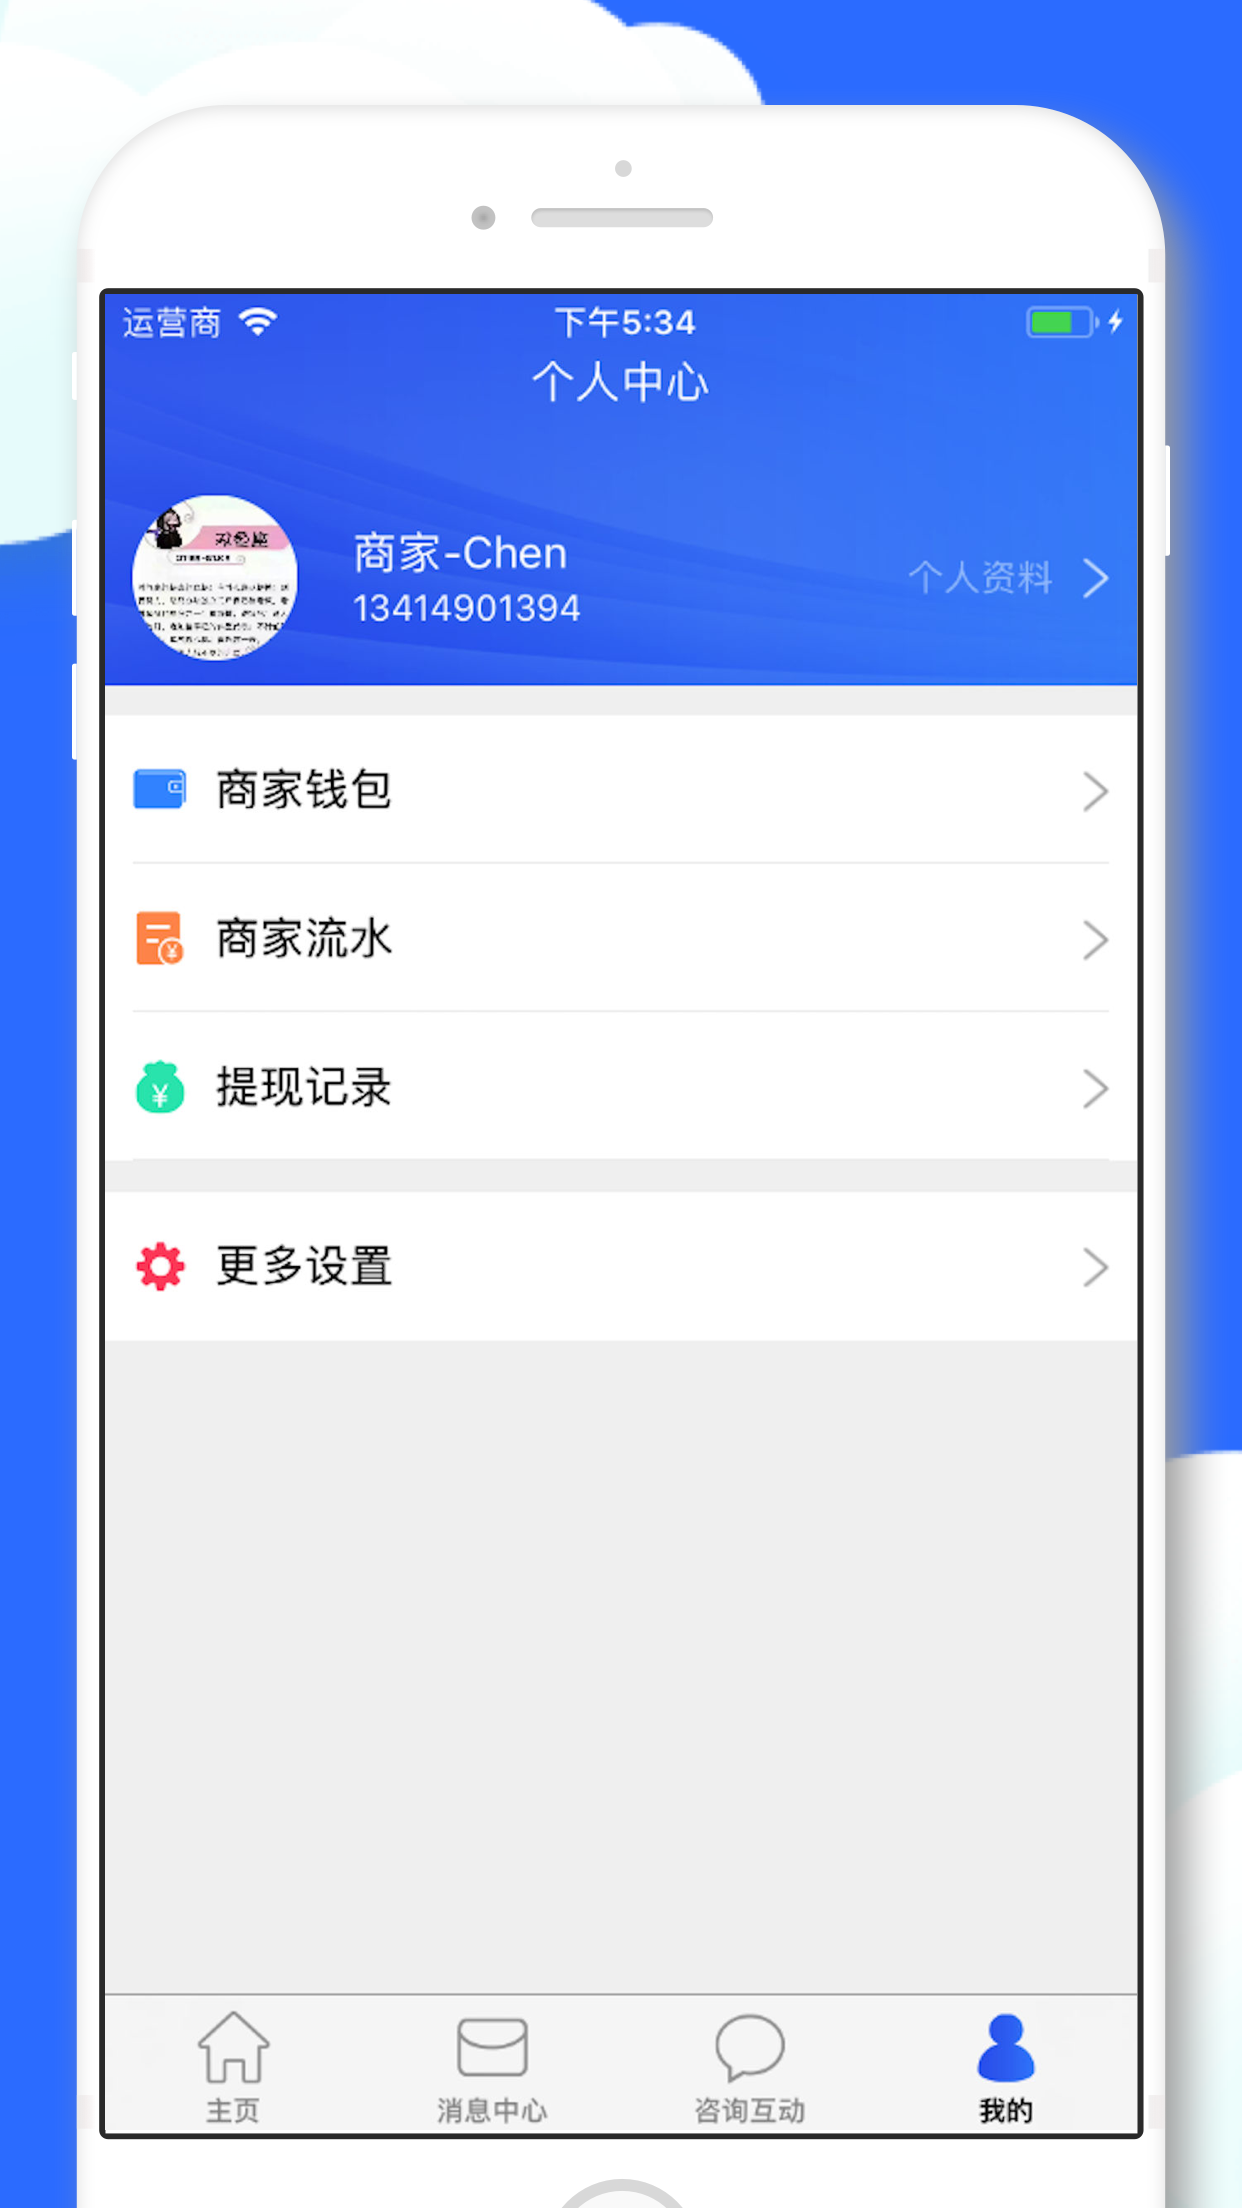 运营商
下午5:34
个人中心
商家-Chen
13414901394
个人资料
商家钱包
商家流水
提现记录
更多设置
主页
消息中心
咨询互动
我的